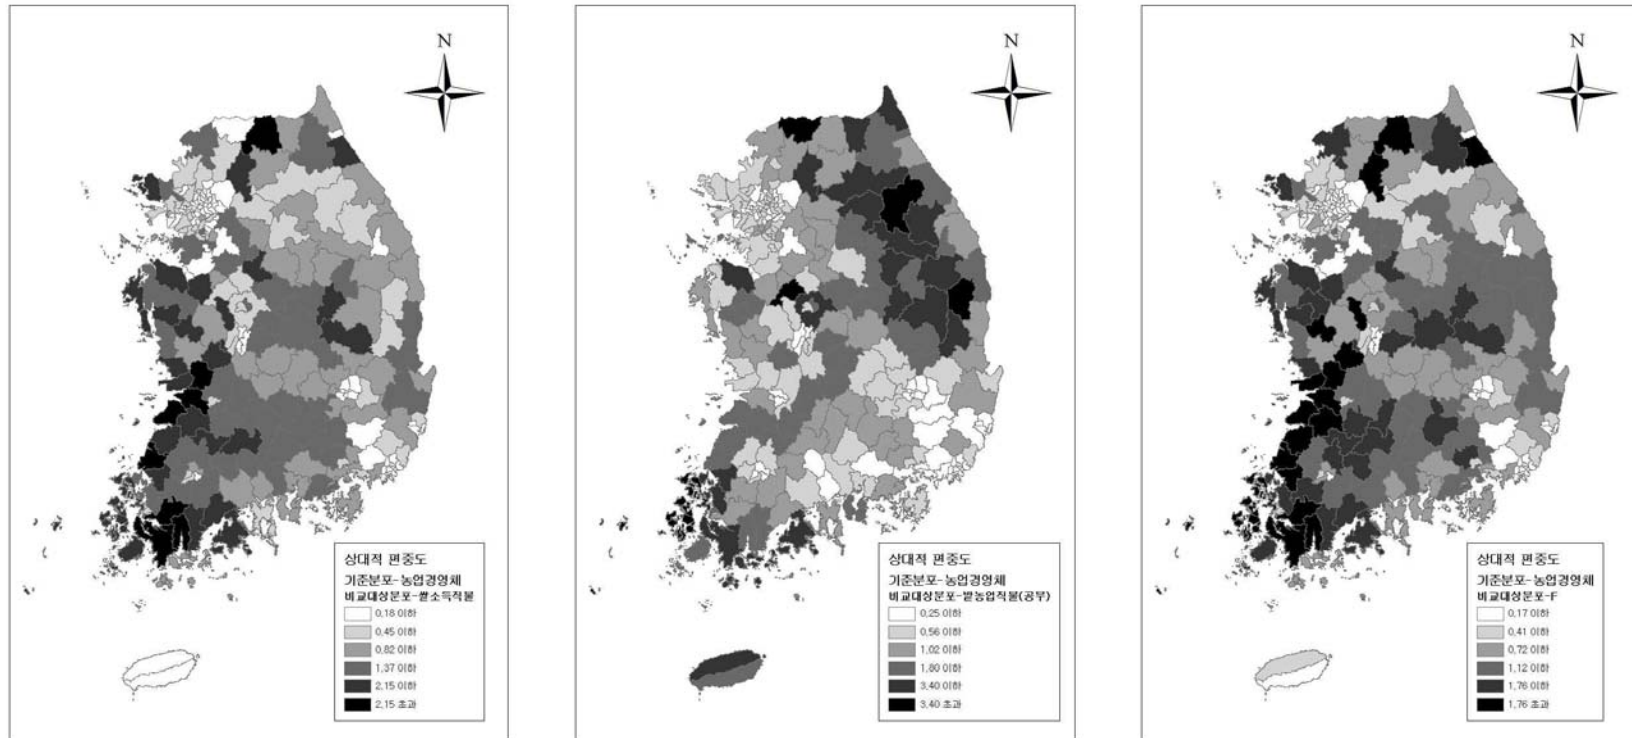 N
상대적 편중도
기준분포-농업경영체
비교대상분포-쌀소득작물
0,18 이하
0,45 이하
0,82 이하
1,37 이하
2,15 이하
2,15 초과
N
상대적 편중도
기준분포-농업경영체
비교대상분포-밭농업작물(공부)
0,25 이하
0,56 이하
1,02 이하
1,80 이하
3,40 이하
3,40 초과
N
상대적 편중도
기준분포-농업경영체
비교대상분포-F
0,17 이하
0,41 이하
0,72 이하
1,12 이하
1,76 이하
1,76 초과